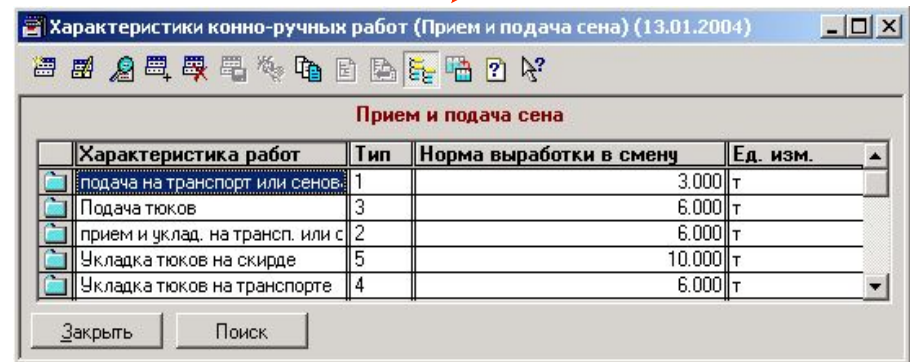 Характеристики конно-ручных работ (Прием и подача сена) (13.01.2004)
Прием и подача сена
Характеристика работ Тип Норма выработки в смену Ед. изм.
подача на транспорт или сенов 1 3.000 т
Подача тюков 3 6.000 т
прием и уклад. на трансп. или с 2 6.000 т
Укладка тюков на скирде 5 10.000 т
Укладка тюков на транспорте 4 6.000 т
Закрыть Поиск